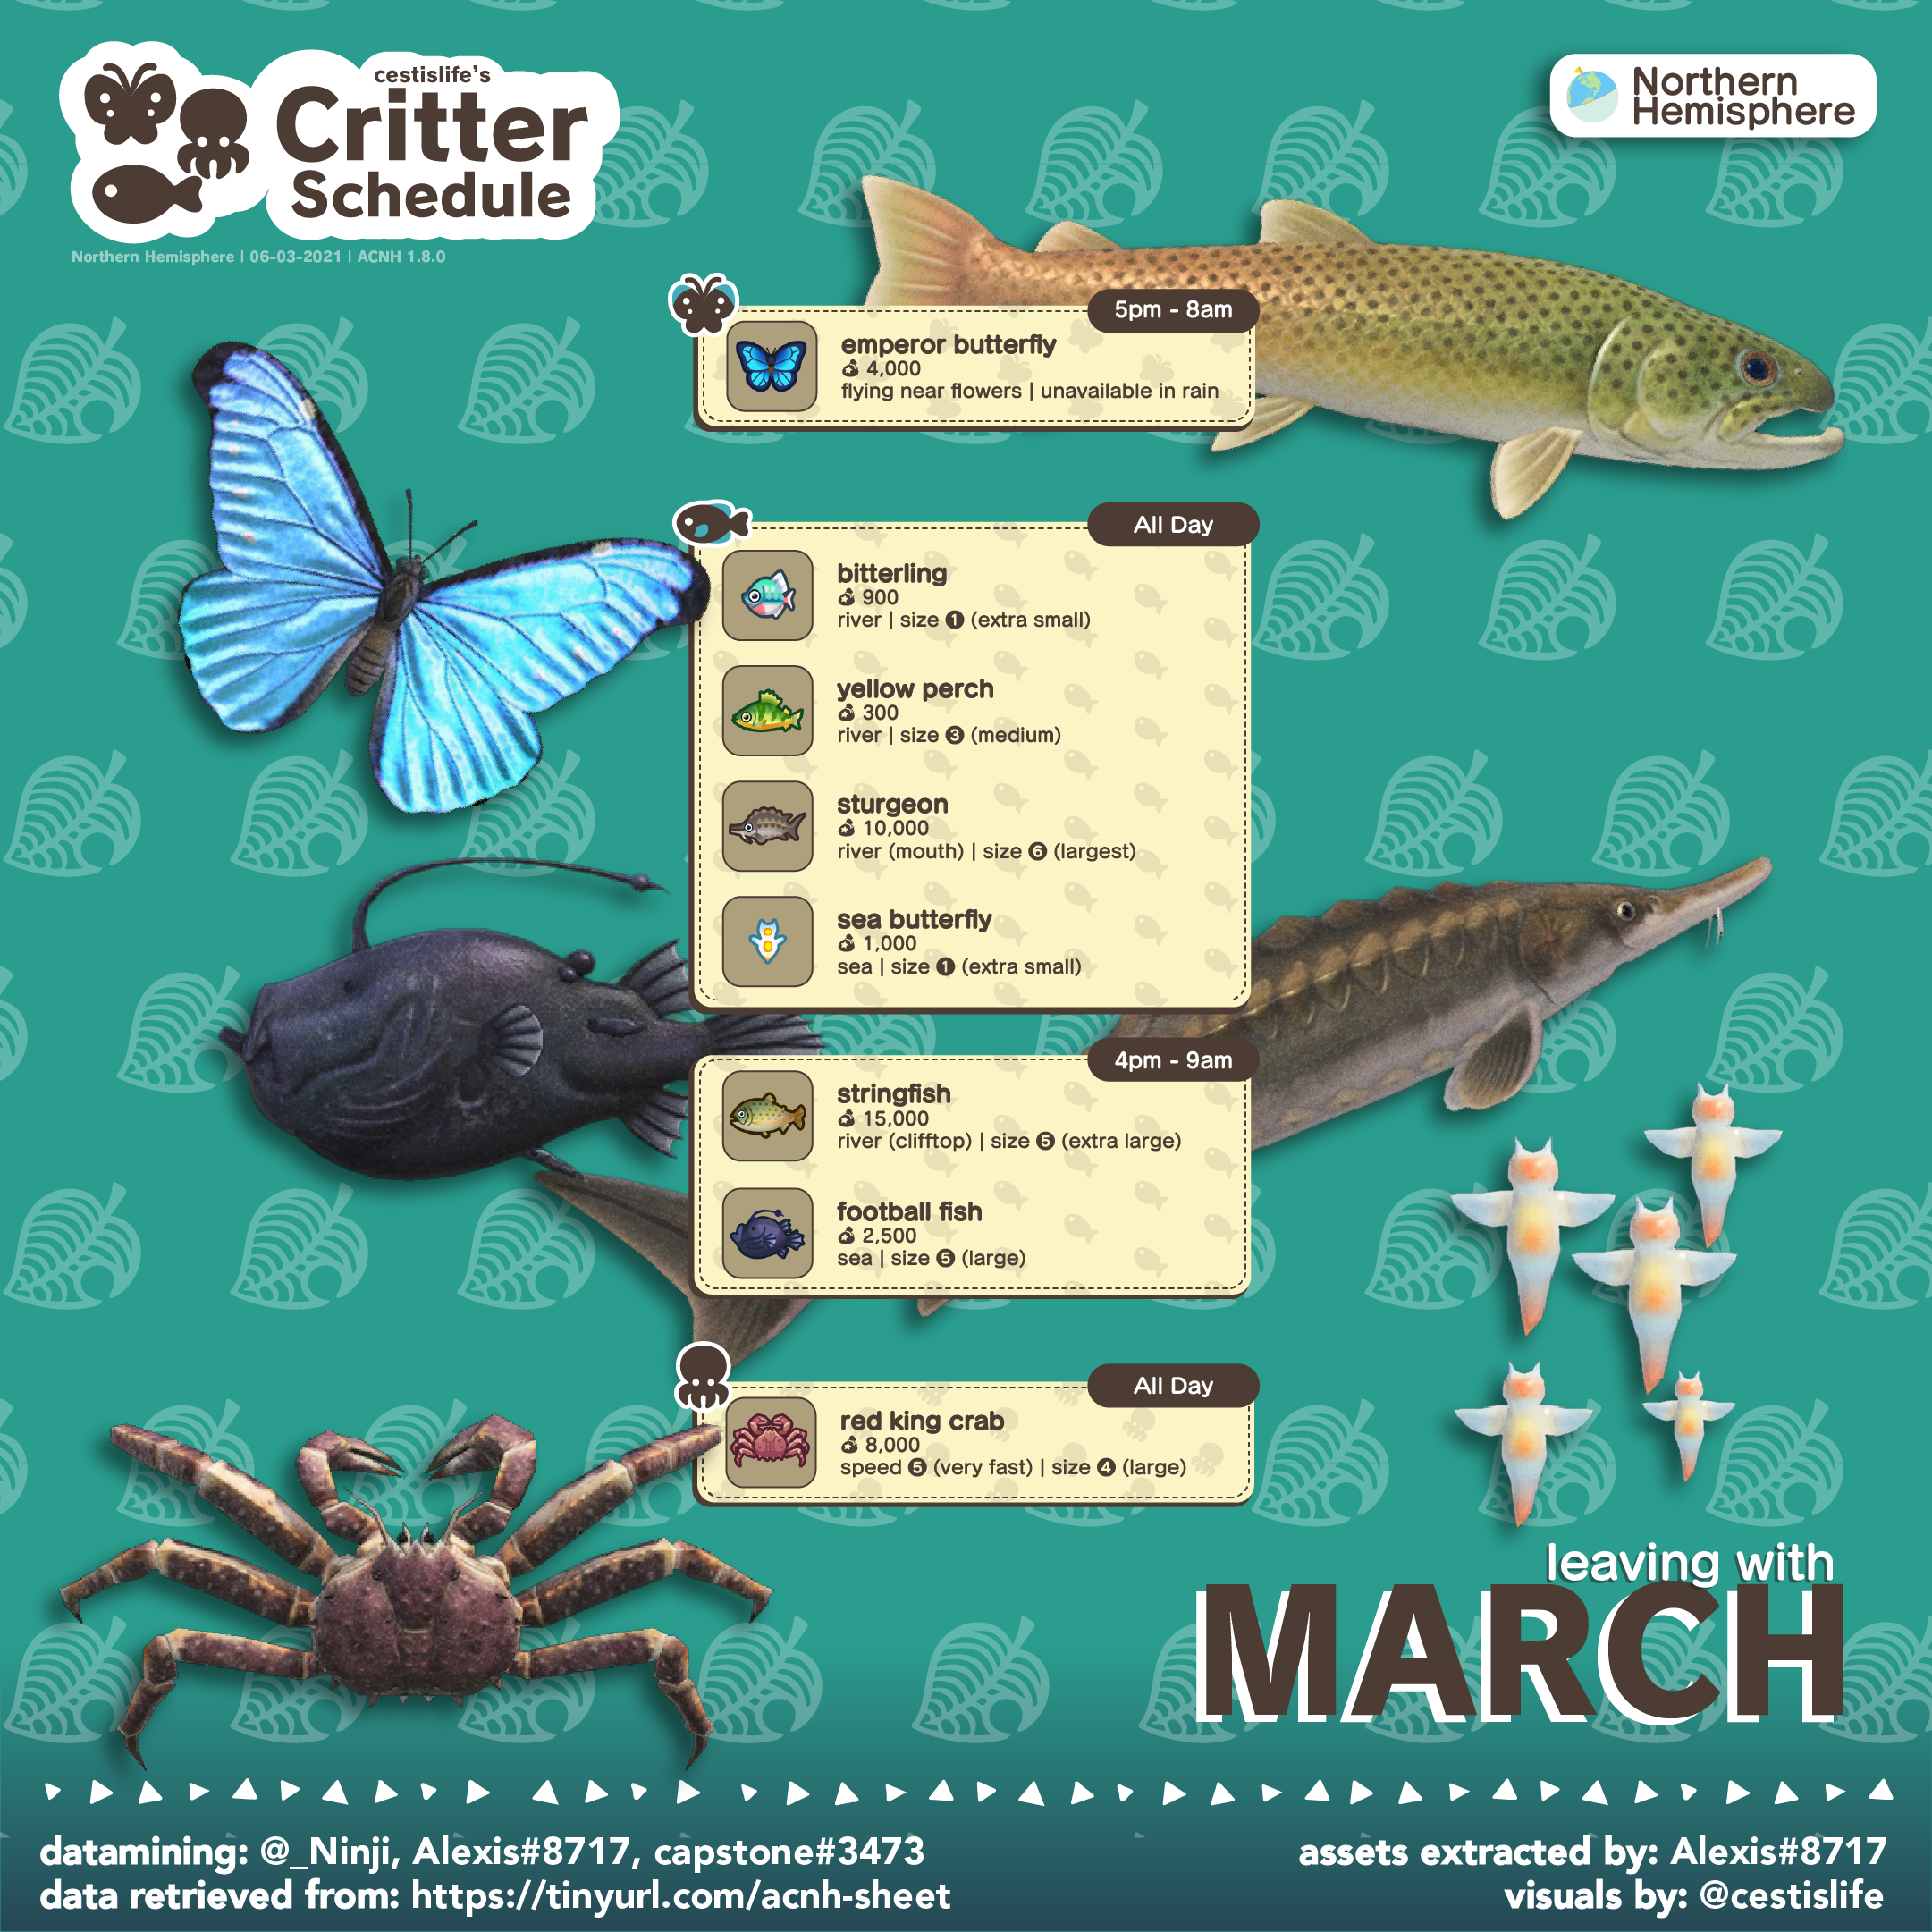 cestislife's
Critter
Schedule
Northern Hemisphere | 06-03-2021 | ACNH 1.8.0
Northern
Hemisphere
5pm - 8am
emperor butterfly
4,000
flying near flowers | unavailable in rain
All Day
bitterling
900
river | size 1 (extra small)
yellow perch
300
river | size 3 (medium)
sturgeon
10,000
river (mouth) | size 6 (largest)
sea butterfly
1,000
sea | size 1 (extra small)
4pm - 9am
stringfish
15,000
river (clifftop) | size 5 (extra large)
football fish
2,500
sea | size 5 (large)
All Day
red king crab
8,000
speed 5 (very fast) | size 4 (large)
leaving with
MARCH
datamining: @_Ninji, Alexis#8717, capstone#3473
data retrieved from: https://tinyurl.com/acnh-sheet
assets extracted by: Alexis#8717
visuals by: @cestislife